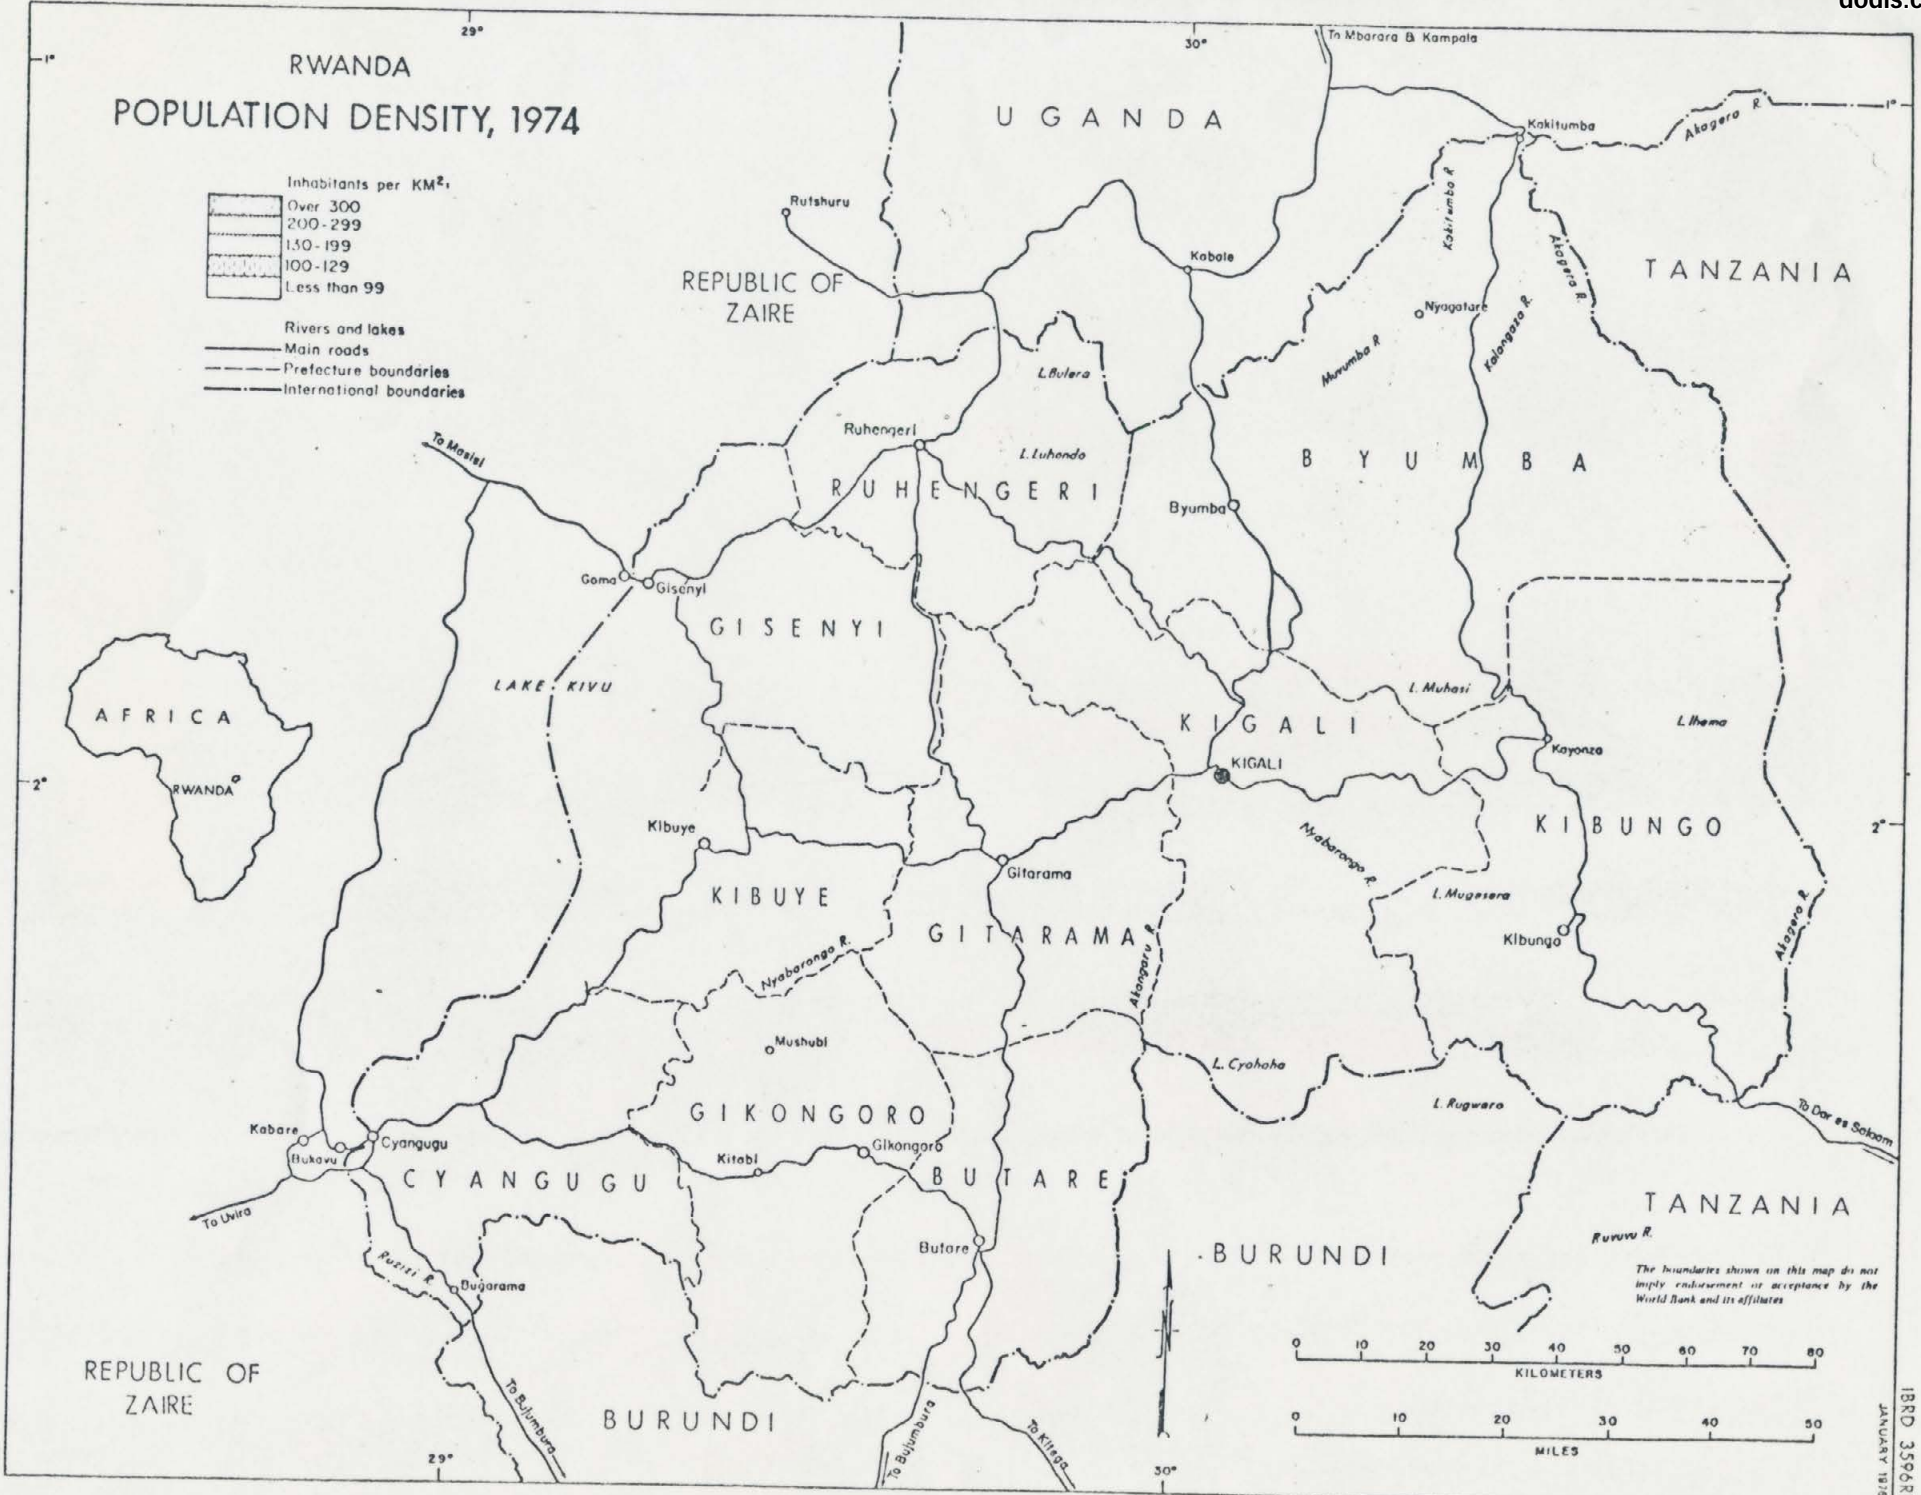 29°
30°
To Mbarara & Kampala
1°
RWANDA
POPULATION DENSITY, 1974
Inhabitants per KM²:
Over 300
200-299
130-199
100-129
Less than 99
Rivers and lakes
Main roads
Prefecture boundaries
International boundaries
UGANDA
Kakitumba
Akagera R.
1°
Rutshuru
Kakitumba R
Kabale
Akagera R.
TANZANIA
REPUBLIC OF
ZAIRE
Nyagatare
Kalangaza R.
Muvumba R
L.Bulera
Ruhengeri
To Masisi
L. Luhondo
BYUMBA
RUHENGERI
Byumba
Goma
Gisenyi
GISENYI
LAKE KIVU
L. Muhasi
AFRICA
KIGALI
L. Ihema
Kayonza
KIGALI
2°
RWANDA
Kibuye
KIBUNGO
2°
Nyabarongo R.
Gitarama
KIBUYE
L. Mugesera
GITARAMA
Kibungo
Akagera R.
Nyabarongo R.
Akangaru R.
Mushubi
L. Cyohoha
GIKONGORO
L. Rugwero
To Dar es Salaam
Kabare
Cyangugu
Bukavu
Gikongoro
Kitabi
CYANGUGU
BUTARE
TANZANIA
To Uvira
Ruvuvu R.
Butare
BURUNDI
Ruzizi R.
Bugarama
The boundaries shown on this map do not
imply endorsement or acceptance by the
World Bank and its affiliates
0 10 20 30 40 50 60 70 80
KILOMETERS
REPUBLIC OF
ZAIRE
To Bujumbura
BURUNDI
To Bujumbura
To Kitega
0 10 20 30 40 50
MILES
29°
30°
IBRD 3596R
JANUARY 1976